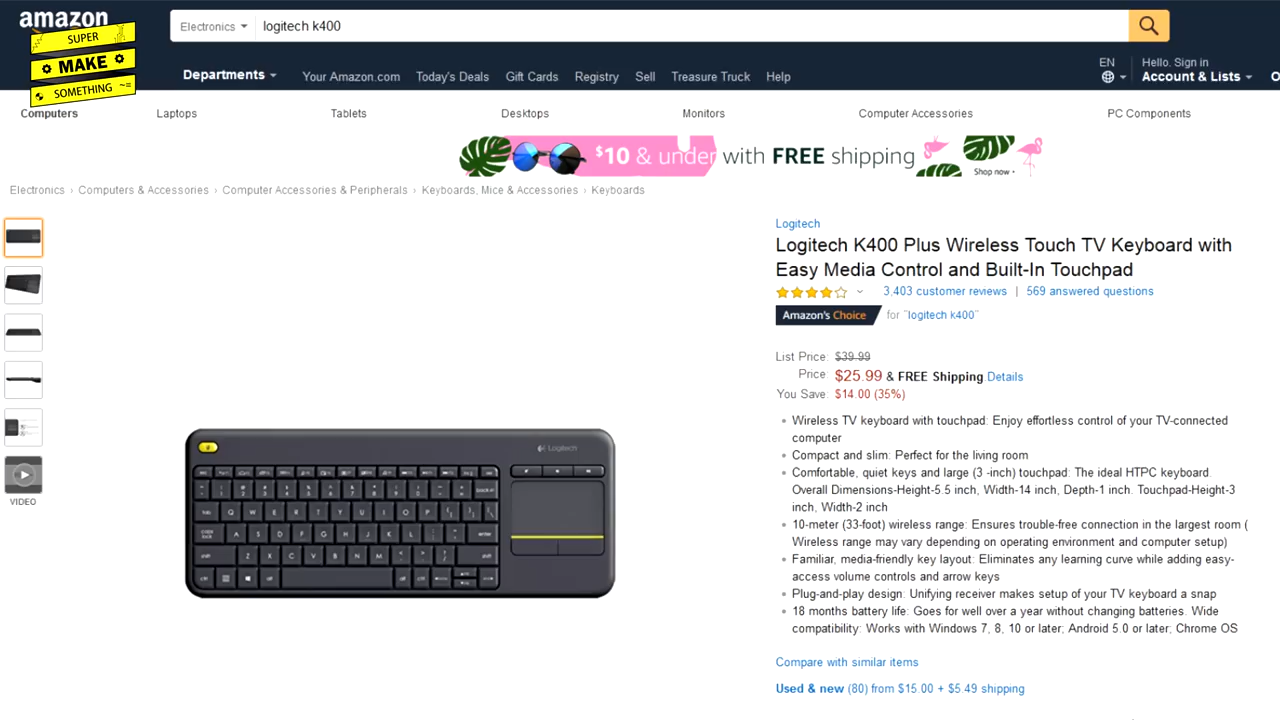 amazon
SUPER
MAKE
SOMETHING
Electronics
logitech k400
Departments
Your Amazon.com
Today's Deals
Gift Cards
Registry
Sell
Treasure Truck
Help
EN
Hello. Sign in
Account & Lists
O
Computers
Laptops
Tablets
Desktops
Monitors
Computer Accessories
PC Components
$10 & under with FREE shipping
Shop now
Electronics › Computers & Accessories › Computer Accessories & Peripherals › Keyboards, Mice & Accessories › Keyboards
VIDEO
Logitech
Logitech
Logitech K400 Plus Wireless Touch TV Keyboard with
Easy Media Control and Built-In Touchpad
3,403 customer reviews | 569 answered questions
Amazon's Choice for "logitech k400"
List Price: $39.99
Price: $25.99 & FREE Shipping. Details
You Save: $14.00 (35%)
• Wireless TV keyboard with touchpad: Enjoy effortless control of your TV-connected
computer
• Compact and slim: Perfect for the living room
• Comfortable, quiet keys and large (3 -inch) touchpad: The ideal HTPC keyboard.
Overall Dimensions-Height-5.5 inch, Width-14 inch, Depth-1 inch. Touchpad-Height-3
inch, Width-2 inch
• 10-meter (33-foot) wireless range: Ensures trouble-free connection in the largest room (
Wireless range may vary depending on operating environment and computer setup)
• Familiar, media-friendly key layout: Eliminates any learning curve while adding easy-
access volume controls and arrow keys
• Plug-and-play design: Unifying receiver makes setup of your TV keyboard a snap
• 18 months battery life: Goes for well over a year without changing batteries. Wide
compatibility: Works with Windows 7, 8, 10 or later; Android 5.0 or later; Chrome OS
Compare with similar items
Used & new (80) from $15.00 + $5.49 shipping